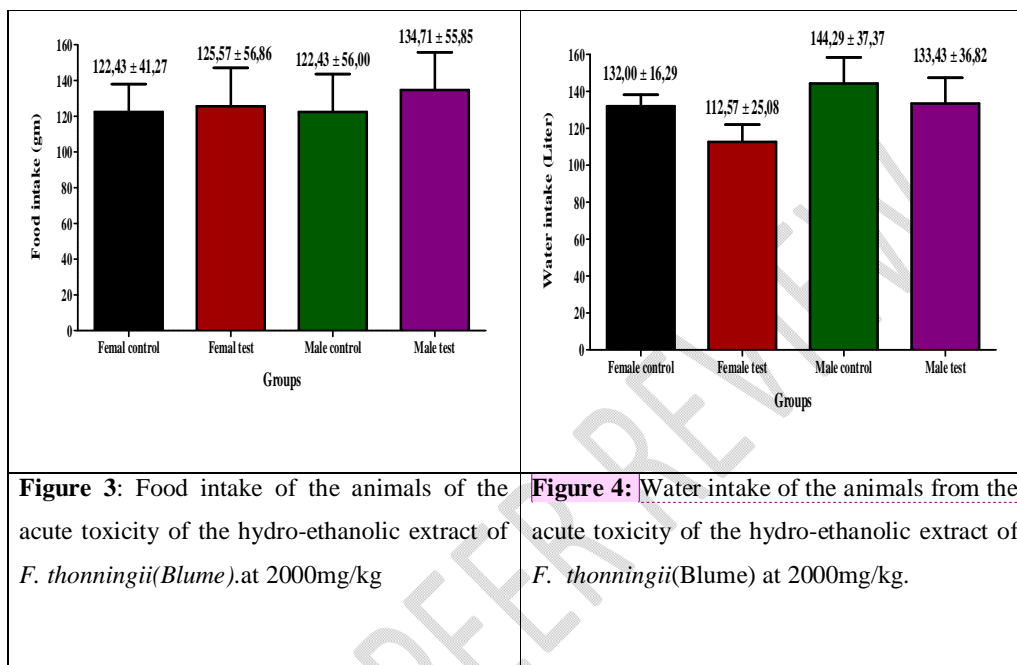 122,43 ± 41,27
125,57 ± 56,86
122,43 ± 56,00
134,71 ± 55,85
160
140
120
100
80
60
40
20
0
Food intake (gm)
Femal control Femal test Male control Male test
Groups
132,00 ± 16,29
112,57 ± 25,08
144,29 ± 37,37
133,43 ± 36,82
160
140
120
100
80
60
40
20
0
Water intake (Liter)
Female control Female test Male control Male test
Groups
Figure 3: Food intake of the animals of the
acute toxicity of the hydro-ethanolic extract of
F. thonningii(Blume).at 2000mg/kg
Figure 4: Water intake of the animals from the
acute toxicity of the hydro-ethanolic extract of
F. thonningii(Blume) at 2000mg/kg.
PEER REVIEW